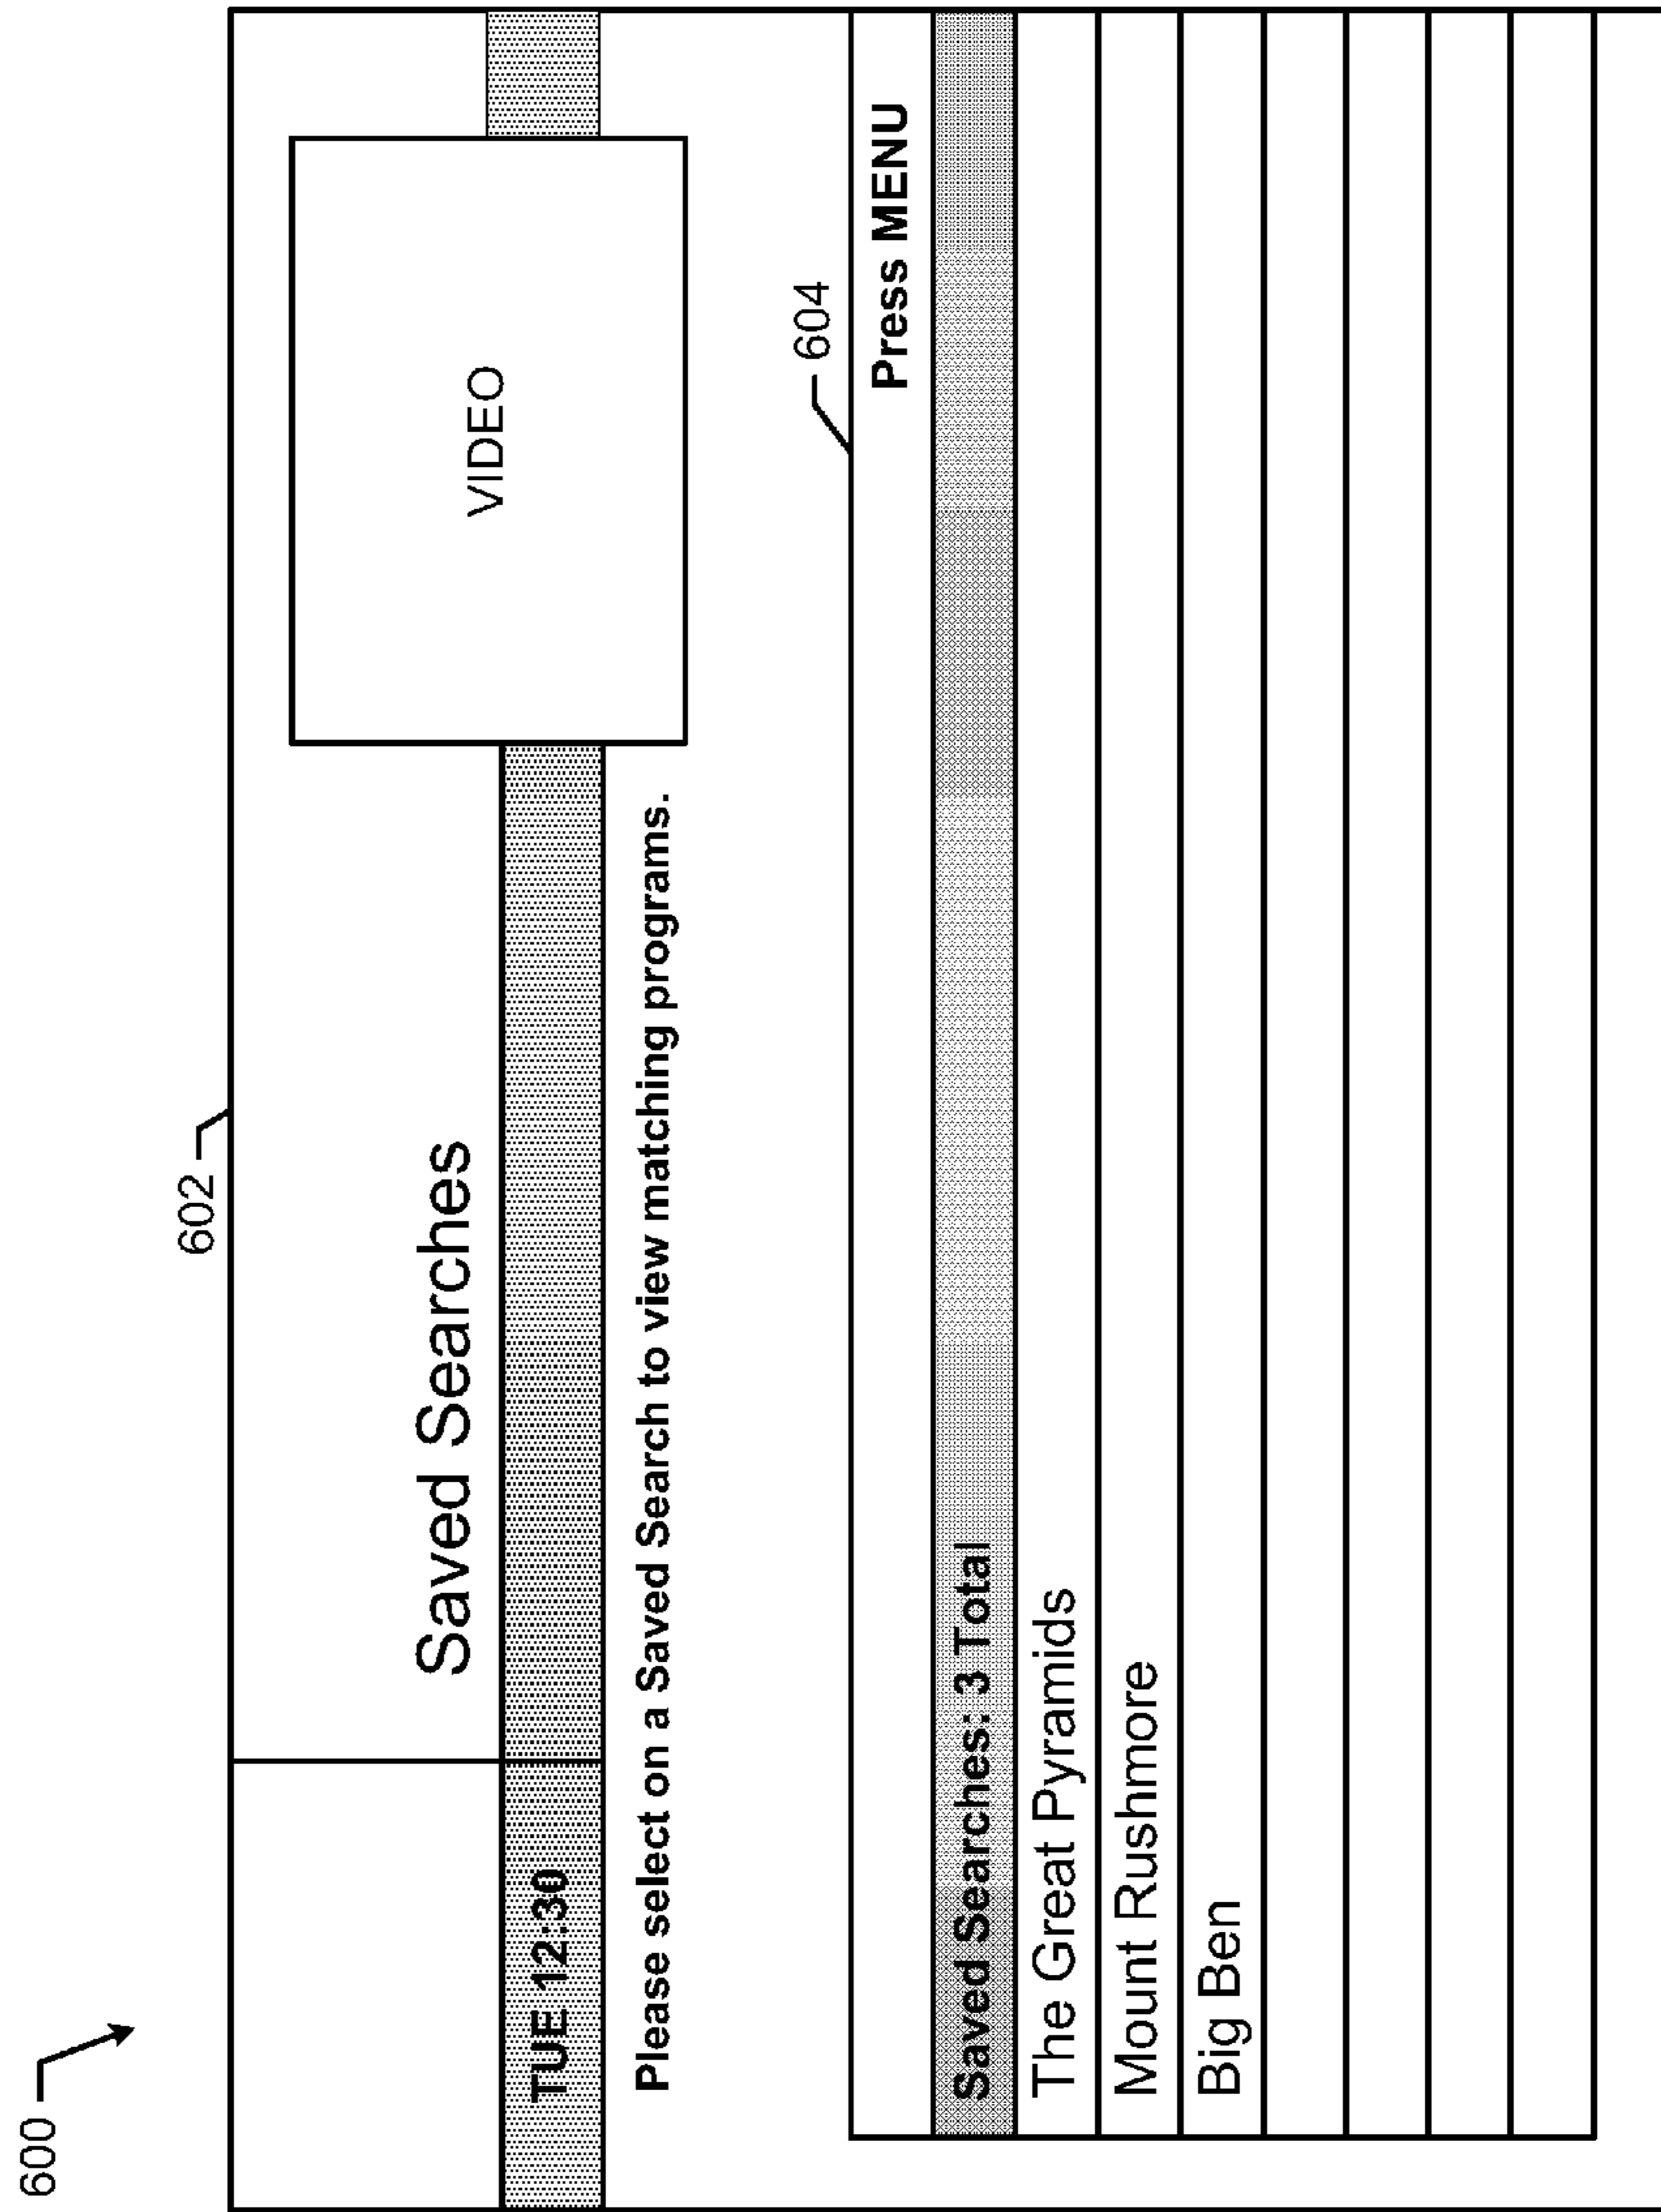 600
602
Saved Searches
VIDEO
TUE 12:30
Please select on a Saved Search to view matching programs.
604
Press MENU
Saved Searches: 3 Total
The Great Pyramids
Mount Rushmore
Big Ben